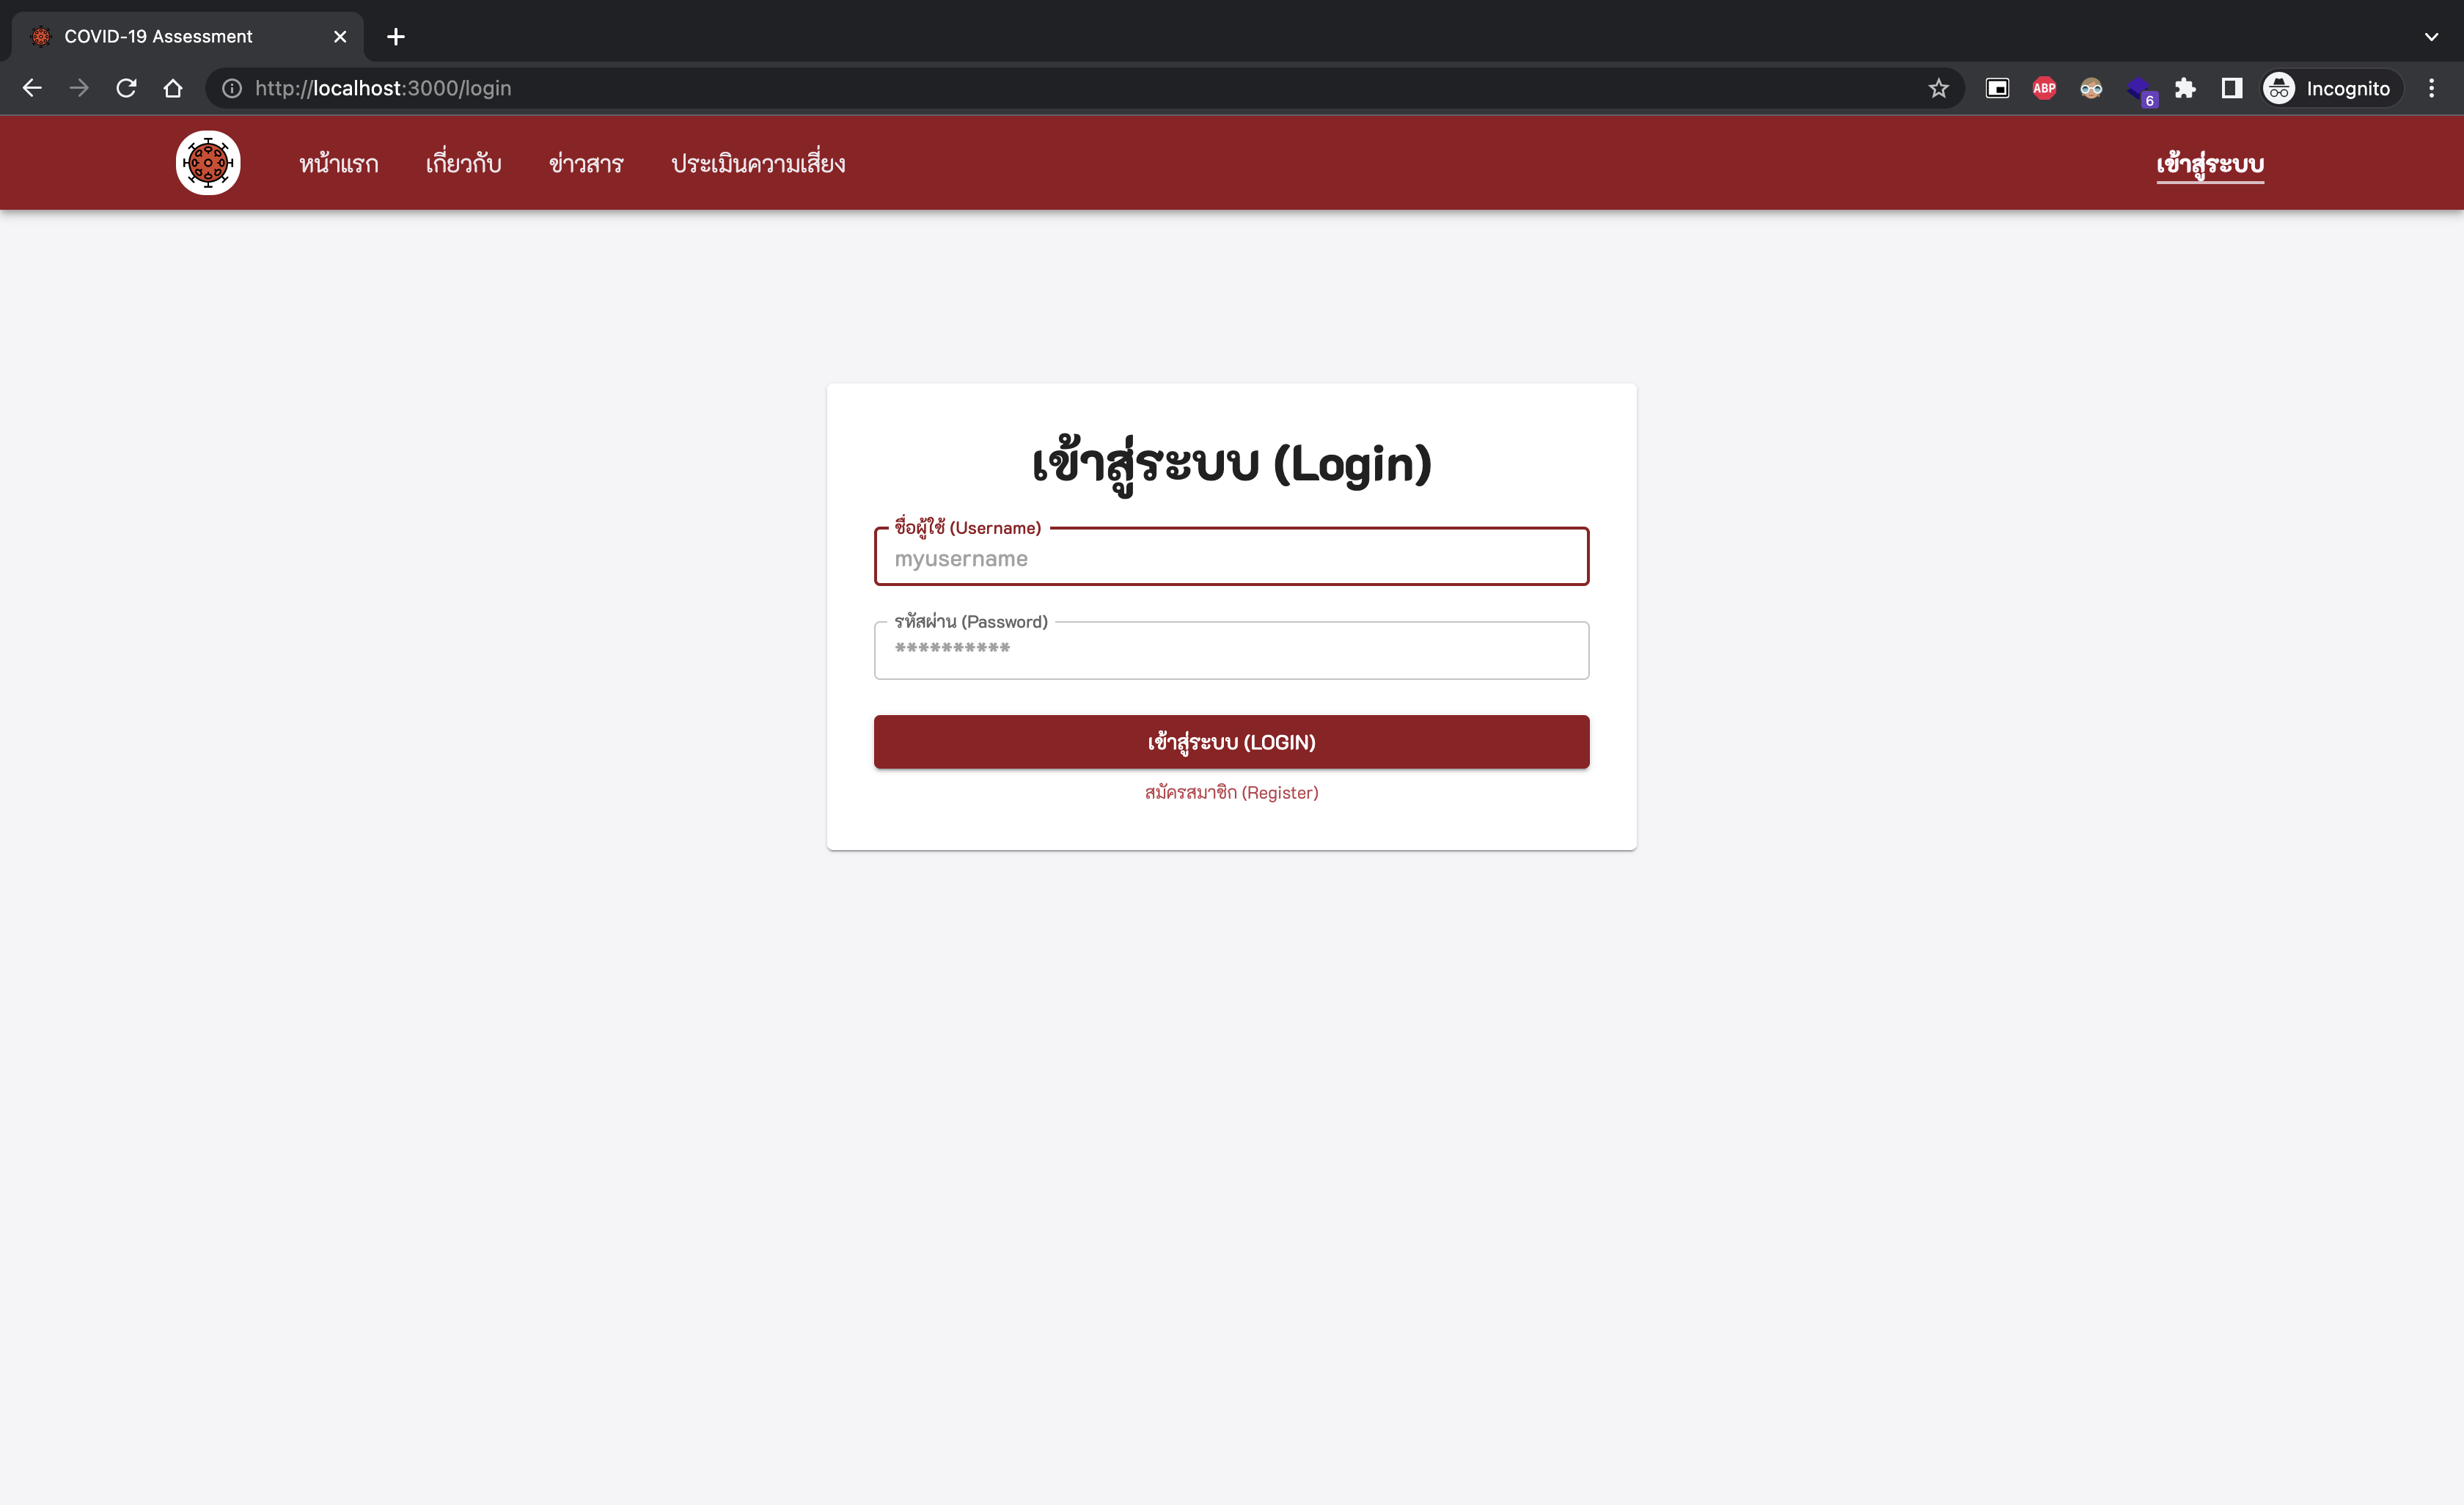 COVID-19 Assessment
http://localhost:3000/login
ABP
6
Incognito
หน้าแรก เกี่ยวกับ ข่าวสาร ประเมินความเสี่ยง เข้าสู่ระบบ
เข้าสู่ระบบ (Login)
ชื่อผู้ใช้ (Username)
myusername
รหัสผ่าน (Password)
**********
เข้าสู่ระบบ (LOGIN)
สมัครสมาชิก (Register)